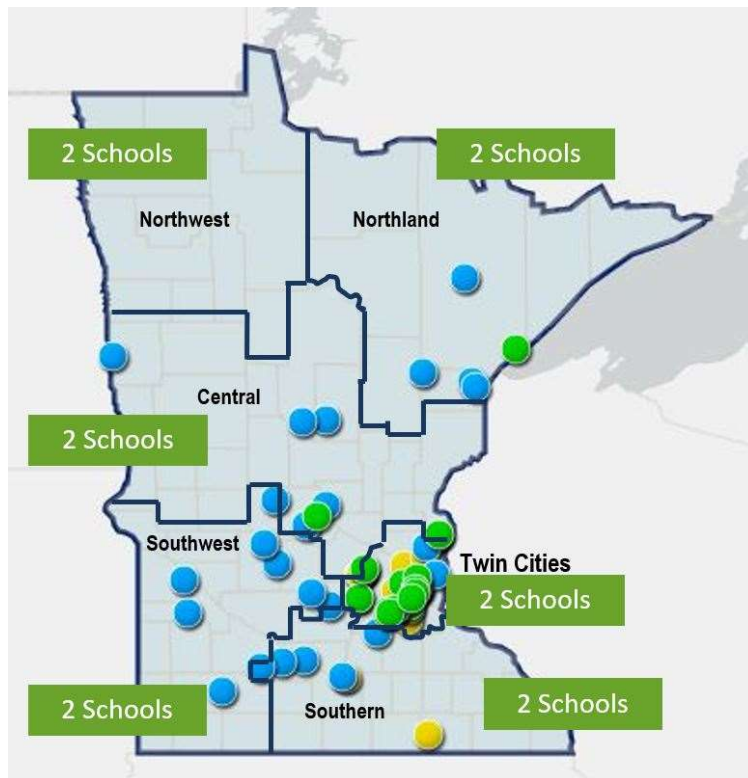 2 Schools
2 Schools
Northwest
Northland
Central
2 Schools
Southwest
Twin Cities
2 Schools
2 Schools
Southern
2 Schools